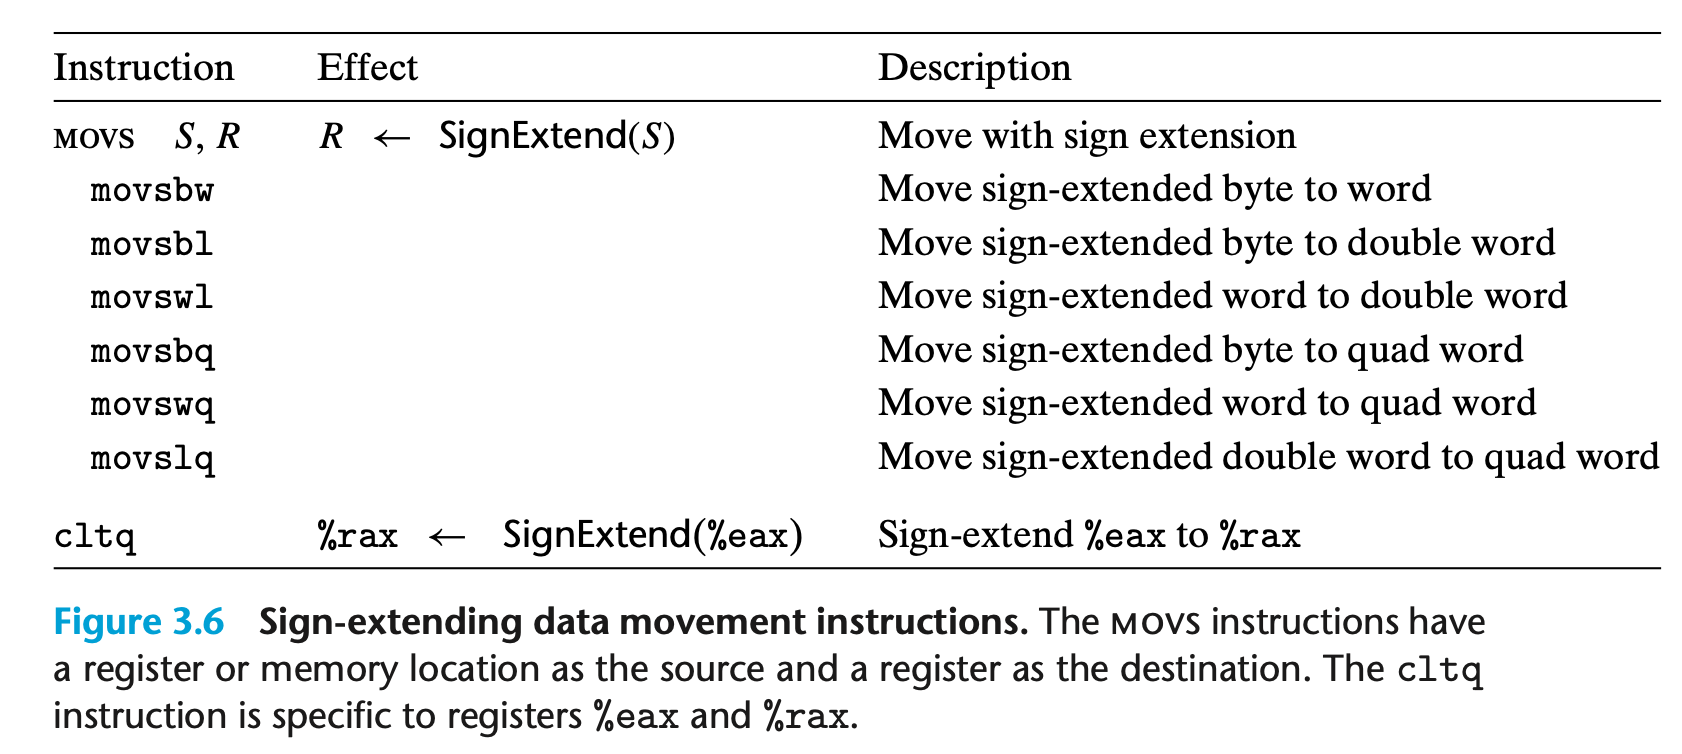 Instruction Effect Description
MOVS S, R R ← SignExtend(S) Move with sign extension
movsbw Move sign-extended byte to word
movsbl Move sign-extended byte to double word
movswl Move sign-extended word to double word
movsbq Move sign-extended byte to quad word
movswq Move sign-extended word to quad word
movslq Move sign-extended double word to quad word
cltq %rax ← SignExtend(%eax) Sign-extend %eax to %rax
Figure 3.6 Sign-extending data movement instructions. The MOVS instructions have
a register or memory location as the source and a register as the destination. The cltq
instruction is specific to registers %eax and %rax.